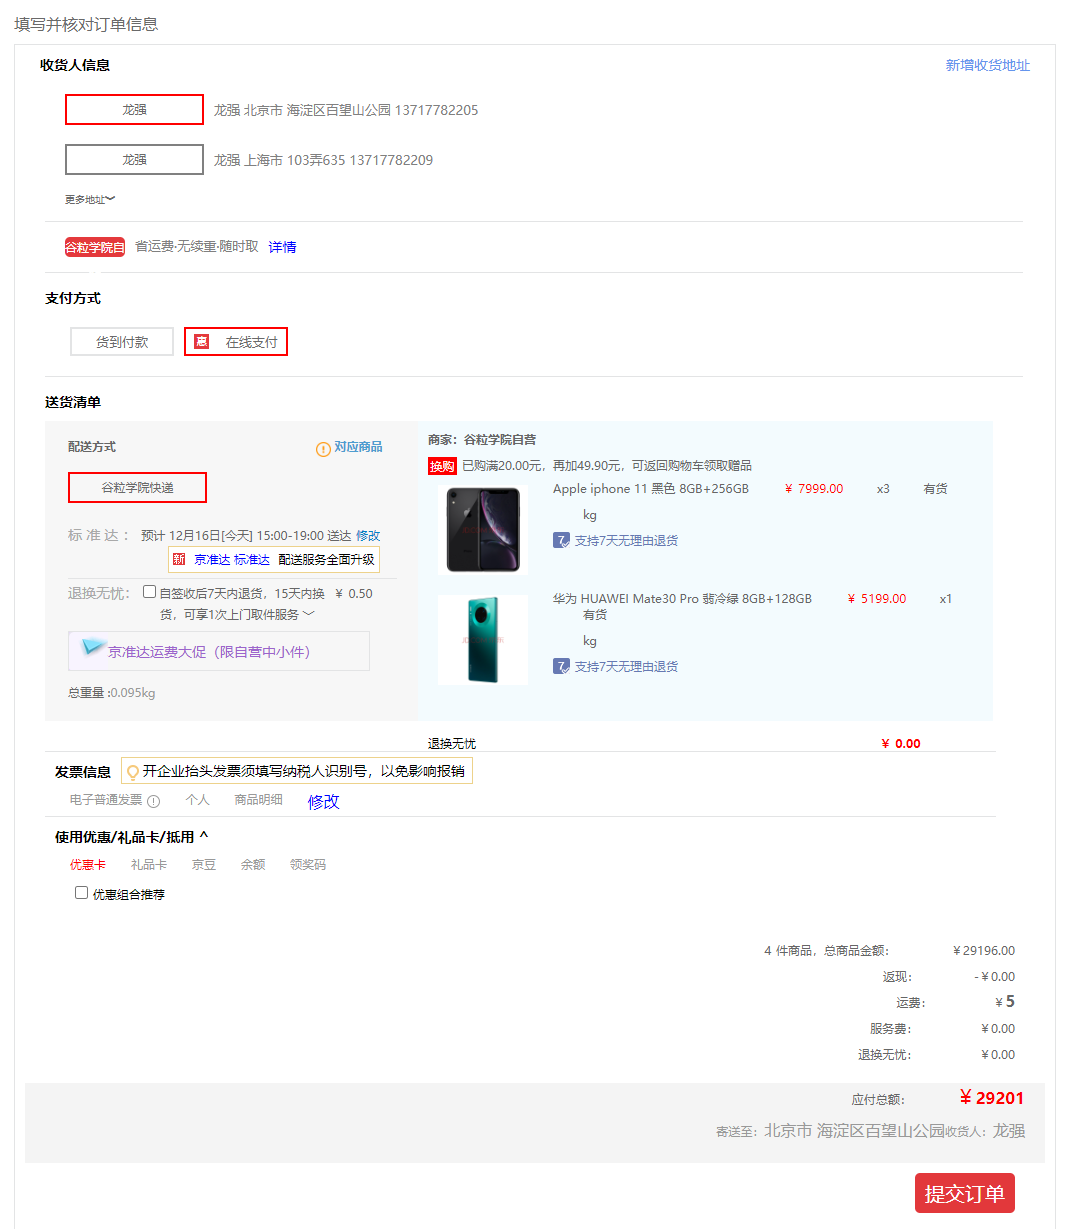 填写并核对订单信息
收货人信息 新增收货地址
龙强 龙强 北京市 海淀区百望山公园 13717782205
龙强 龙强 上海市 103弄635 13717782209
更多地址
谷粒学院自 省运费·无续重·随时取 详情
支付方式
货到付款 惠 在线支付
送货清单
配送方式 对应商品
谷粒学院快递
标 准 达 : 预计 12月16日[今天] 15:00-19:00 送达 修改
新 京准达 标准达 配送服务全面升级
退换无忧: 自签收后7天内退货，15天内换 ￥ 0.50
货，可享1次上门取件服务
京准达运费大促（限自营中小件）
总重量 :0.095kg
商家：谷粒学院自营
换购 已购满20.00元，再加49.90元，可返回购物车领取赠品
Apple iphone 11 黑色 8GB+256GB ￥ 7999.00 x3 有货
kg
7 支持7天无理由退货
华为 HUAWEI Mate30 Pro 翡冷绿 8GB+128GB ￥ 5199.00 x1
有货
kg
7 支持7天无理由退货
退换无忧 ￥ 0.00
发票信息 开企业抬头发票须填写纳税人识别号，以免影响报销
电子普通发票 个人 商品明细 修改
使用优惠/礼品卡/抵用 ^
优惠卡 礼品卡 京豆 余额 领奖码
优惠组合推荐
4 件商品，总商品金额： ￥29196.00
返现： -￥0.00
运费： ￥5
服务费： ￥0.00
退换无忧： ￥0.00
应付总额： ￥29201
寄送至：北京市 海淀区百望山公园收货人：龙强
提交订单